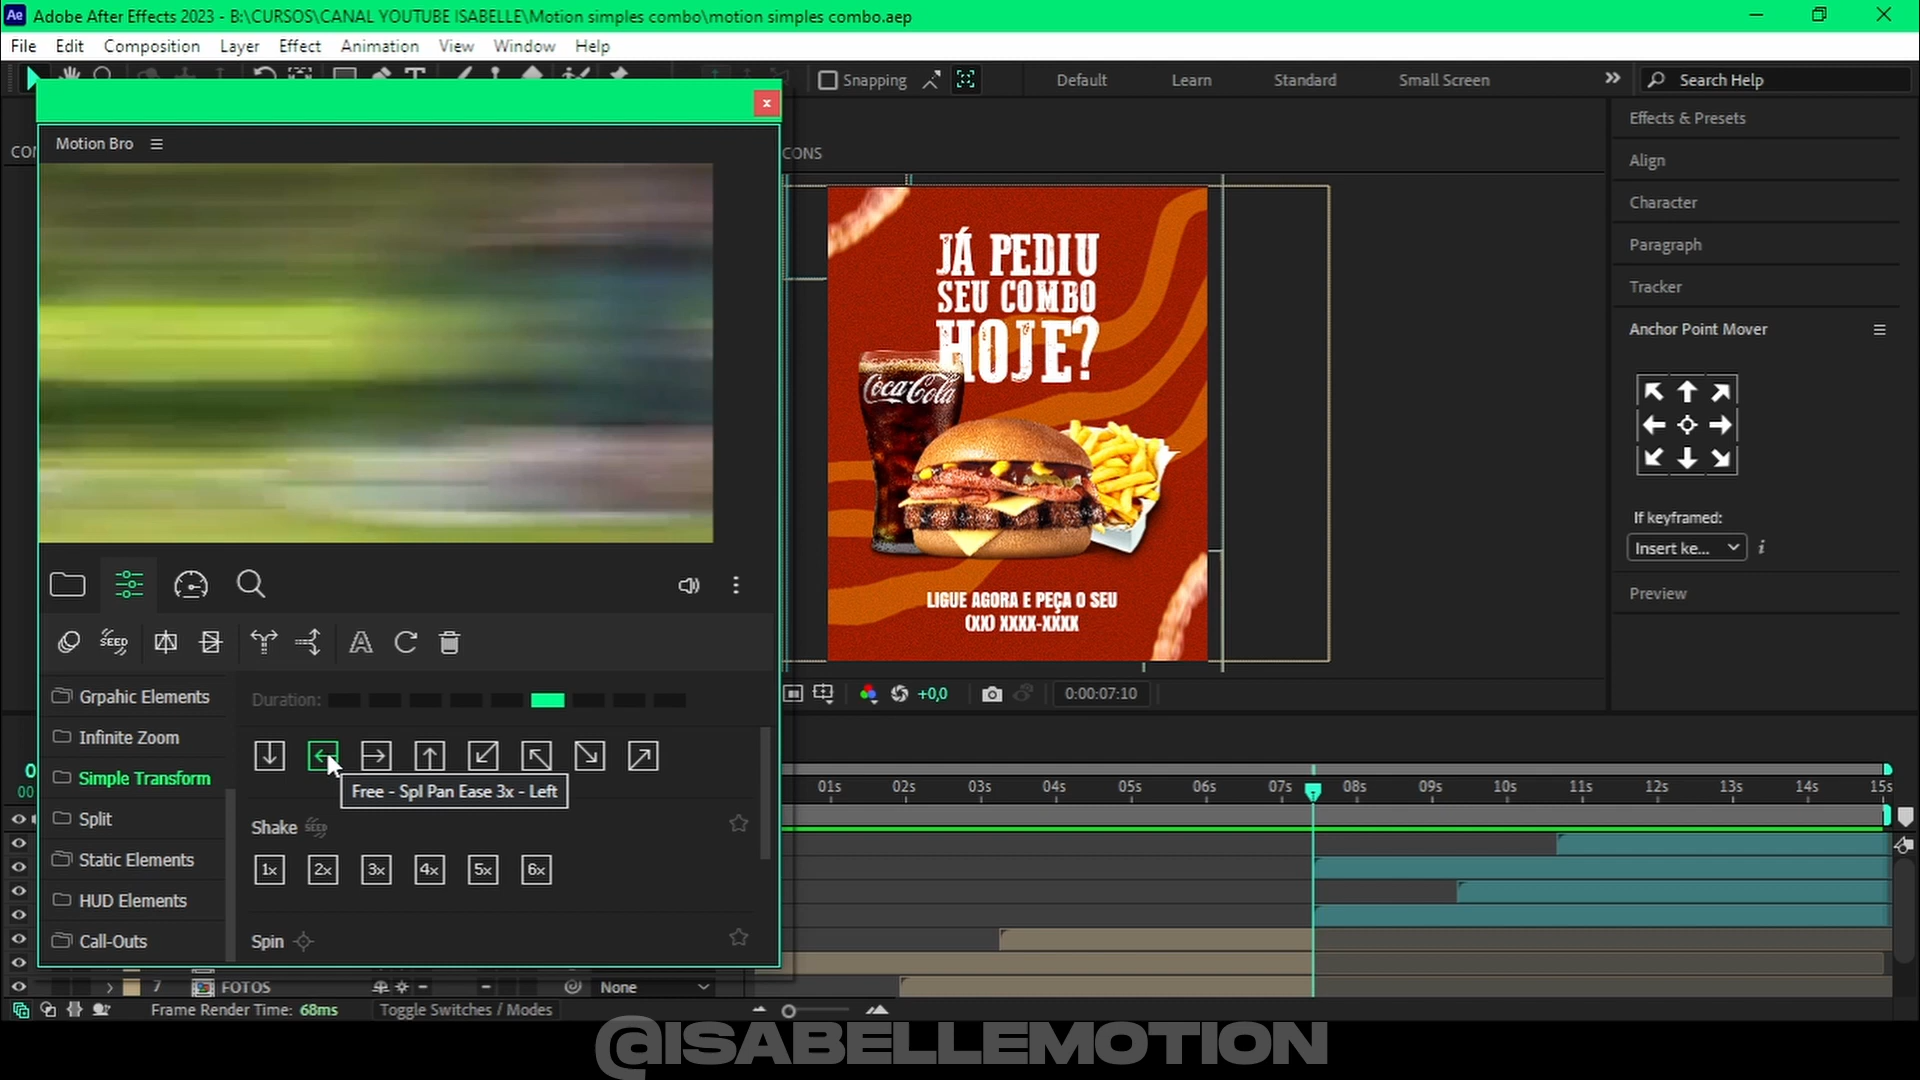 Ae Adobe After Effects 2023 - B:\CURSOS\CANAL YOUTUBE ISABELLE\Motion simples combo\motion simples combo.aep
File Edit Composition Layer Effect Animation View Window Help
Snapping Default Learn Standard Small Screen Search Help
Motion Bro
CONS
Effects & Presets
Align
Character
Paragraph
Tracker
Anchor Point Mover
If keyframed:
Insert ke...
Preview
JÁ PEDIU
SEU COMBO
HOJE?
Coca-Cola
LIGUE AGORA E PEÇA O SEU
(XX) XXXX-XXXX
+0,0 0:00:07:10
SEED
Grpahic Elements
Infinite Zoom
Simple Transform
Split
Static Elements
HUD Elements
Call-Outs
Duration:
Free - Spl Pan Ease 3x - Left
Shake SEED
1x 2x 3x 4x 5x 6x
Spin
01s 02s 03s 04s 05s 06s 07s 08s 09s 10s 11s 12s 13s 14s 15s
7 FOTOS None
Frame Render Time: 68ms Toggle Switches / Modes
@ISABELLEMOTION